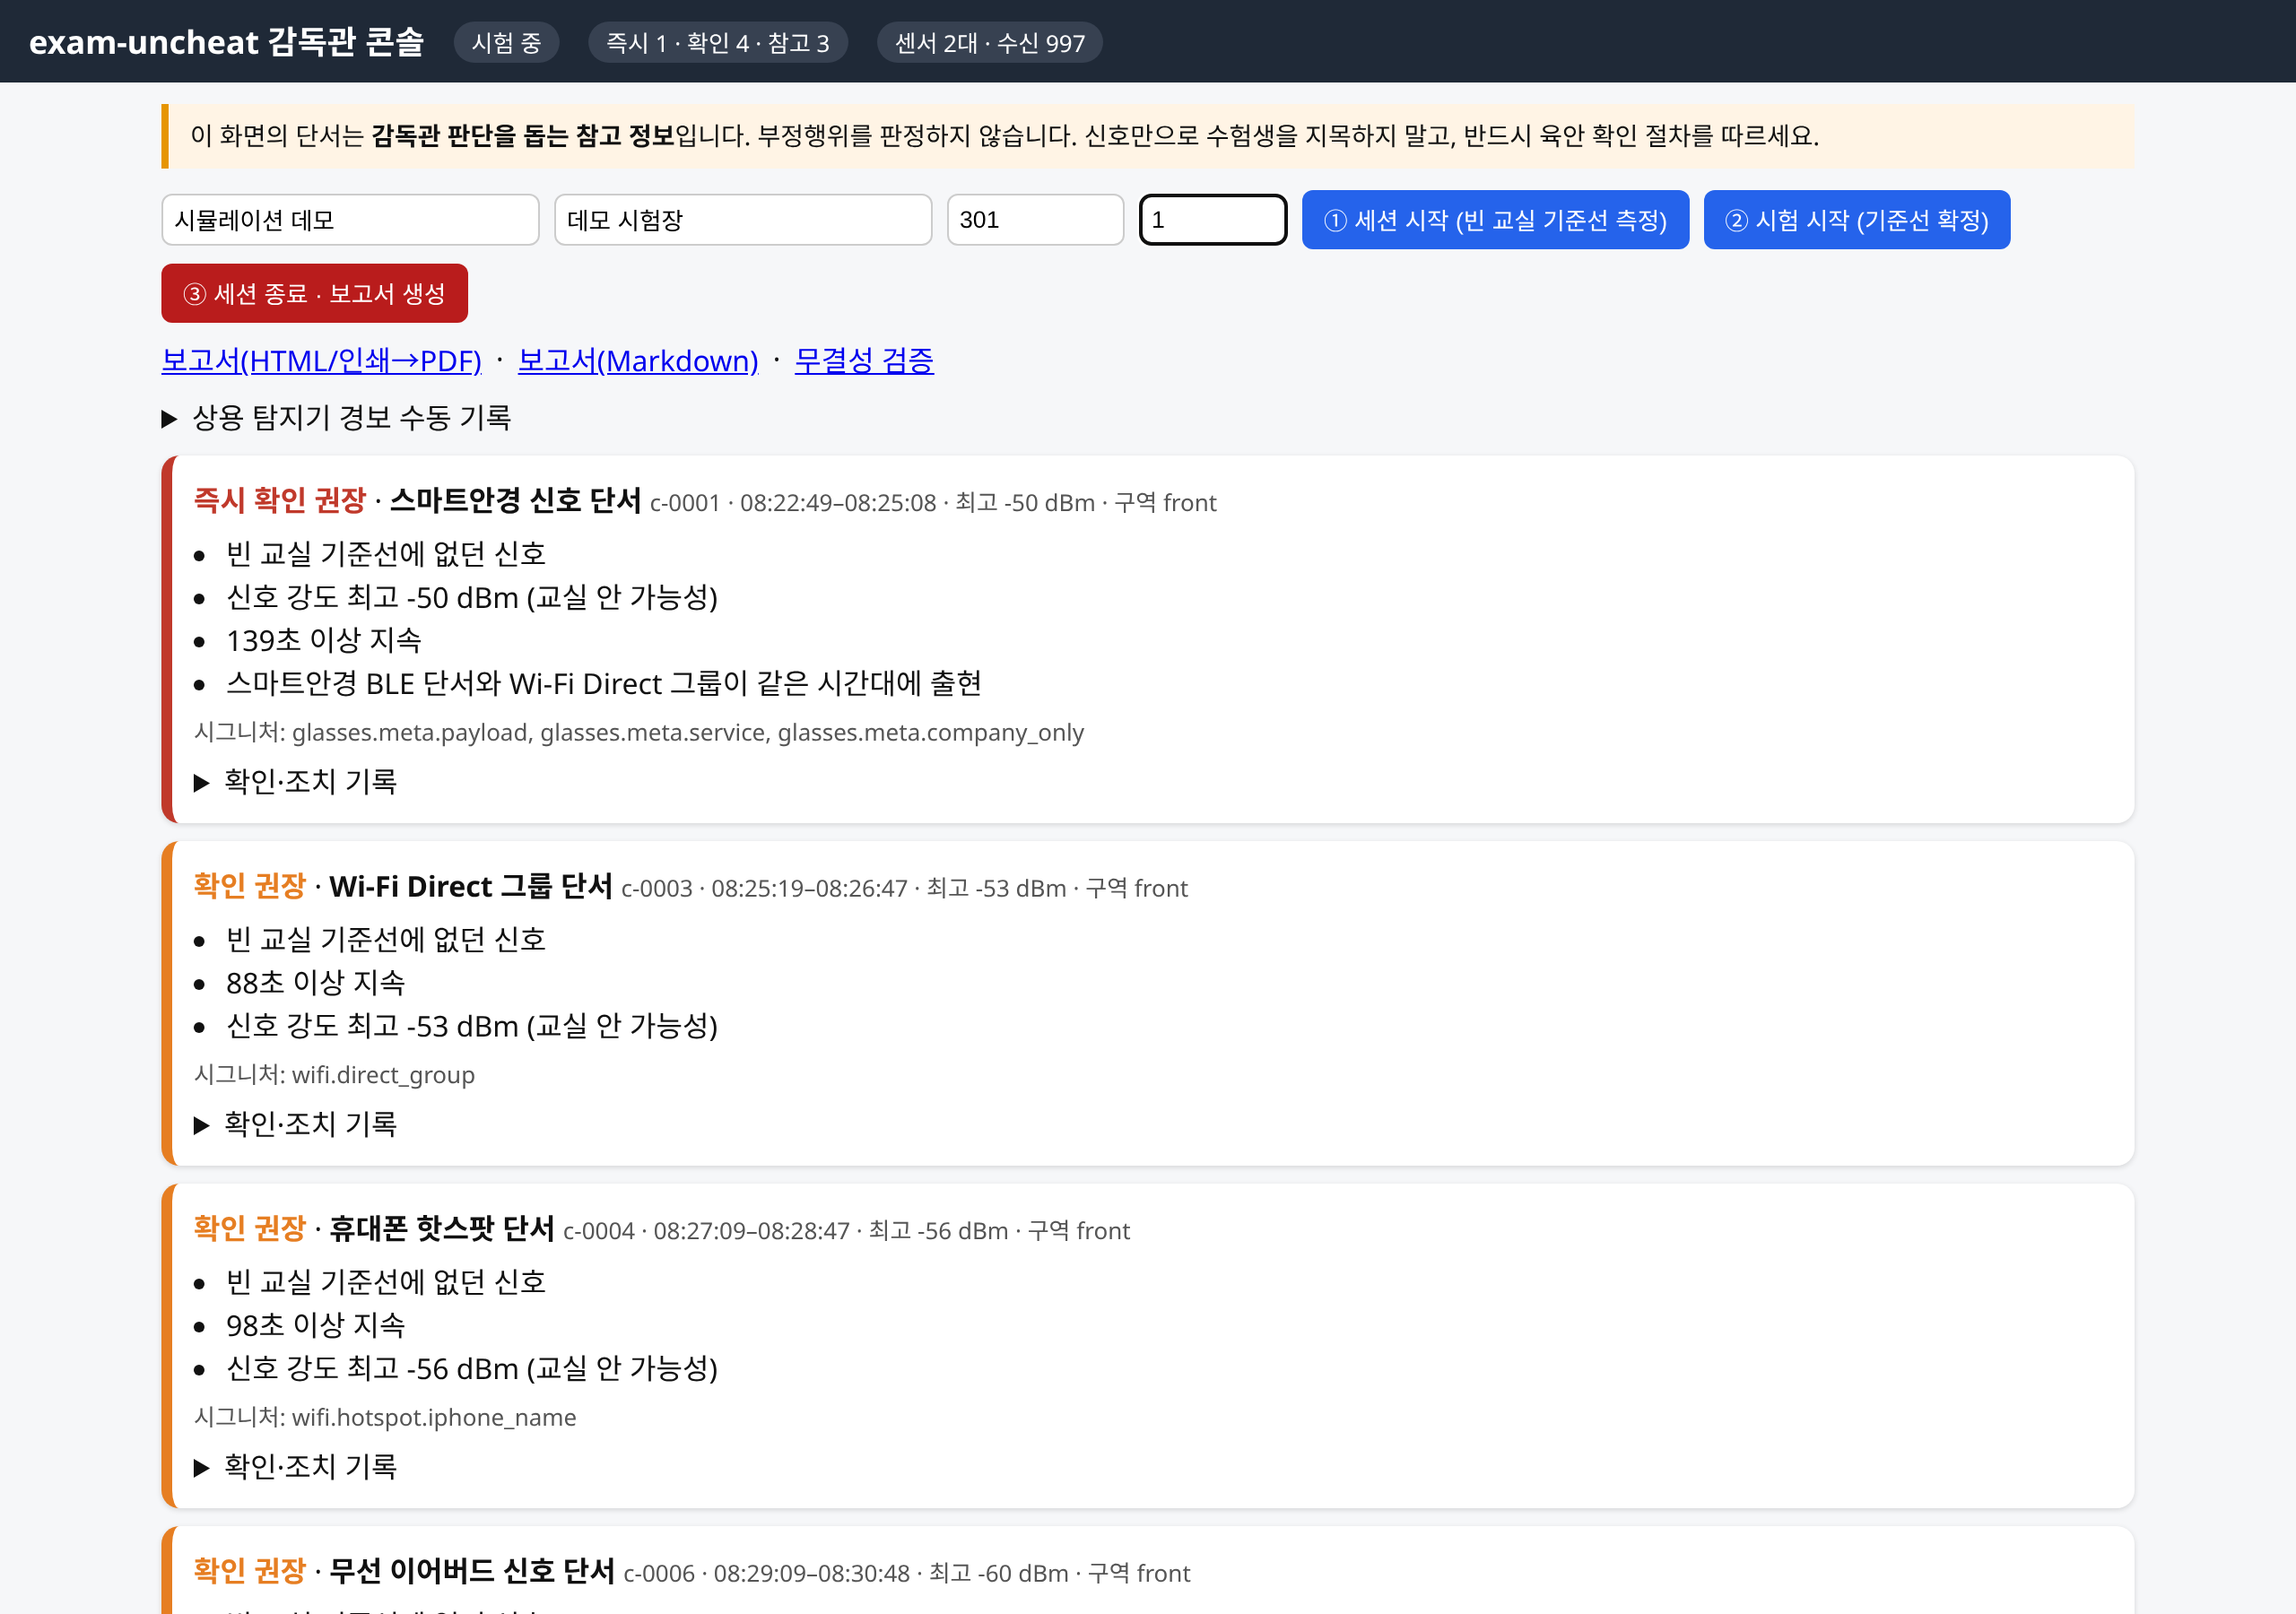 exam-uncheat 감독관 콘솔 시험 중 즉시 1 · 확인 4 · 참고 3 센서 2대 · 수신 997
이 화면의 단서는 감독관 판단을 돕는 참고 정보입니다. 부정행위를 판정하지 않습니다. 신호만으로 수험생을 지목하지 말고, 반드시 육안 확인 절차를 따르세요.
시뮬레이션 데모 데모 시험장 301 1 ① 세션 시작 (빈 교실 기준선 측정) ② 시험 시작 (기준선 확정)
③ 세션 종료 · 보고서 생성
보고서(HTML/인쇄→PDF) · 보고서(Markdown) · 무결성 검증
▶ 상용 탐지기 경보 수동 기록
즉시 확인 권장 · 스마트안경 신호 단서 c-0001 · 08:22:49–08:25:08 · 최고 -50 dBm · 구역 front
• 빈 교실 기준선에 없던 신호
• 신호 강도 최고 -50 dBm (교실 안 가능성)
• 139초 이상 지속
• 스마트안경 BLE 단서와 Wi-Fi Direct 그룹이 같은 시간대에 출현
시그니처: glasses.meta.payload, glasses.meta.service, glasses.meta.company_only
▶ 확인·조치 기록
확인 권장 · Wi-Fi Direct 그룹 단서 c-0003 · 08:25:19–08:26:47 · 최고 -53 dBm · 구역 front
• 빈 교실 기준선에 없던 신호
• 88초 이상 지속
• 신호 강도 최고 -53 dBm (교실 안 가능성)
시그니처: wifi.direct_group
▶ 확인·조치 기록
확인 권장 · 휴대폰 핫스팟 단서 c-0004 · 08:27:09–08:28:47 · 최고 -56 dBm · 구역 front
• 빈 교실 기준선에 없던 신호
• 98초 이상 지속
• 신호 강도 최고 -56 dBm (교실 안 가능성)
시그니처: wifi.hotspot.iphone_name
▶ 확인·조치 기록
확인 권장 · 무선 이어버드 신호 단서 c-0006 · 08:29:09–08:30:48 · 최고 -60 dBm · 구역 front